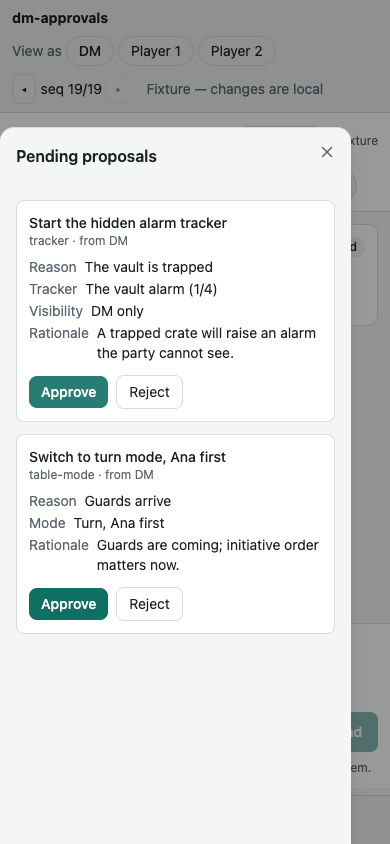 dm-approvals
View as DM Player 1 Player 2
seq 19/19 Fixture — changes are local
Pending proposals
Start the hidden alarm tracker
tracker · from DM
Reason The vault is trapped
Tracker The vault alarm (1/4)
Visibility DM only
Rationale A trapped crate will raise an alarm
the party cannot see.
Approve Reject
Switch to turn mode, Ana first
table-mode · from DM
Reason Guards arrive
Mode Turn, Ana first
Rationale Guards are coming; initiative order
matters now.
Approve Reject